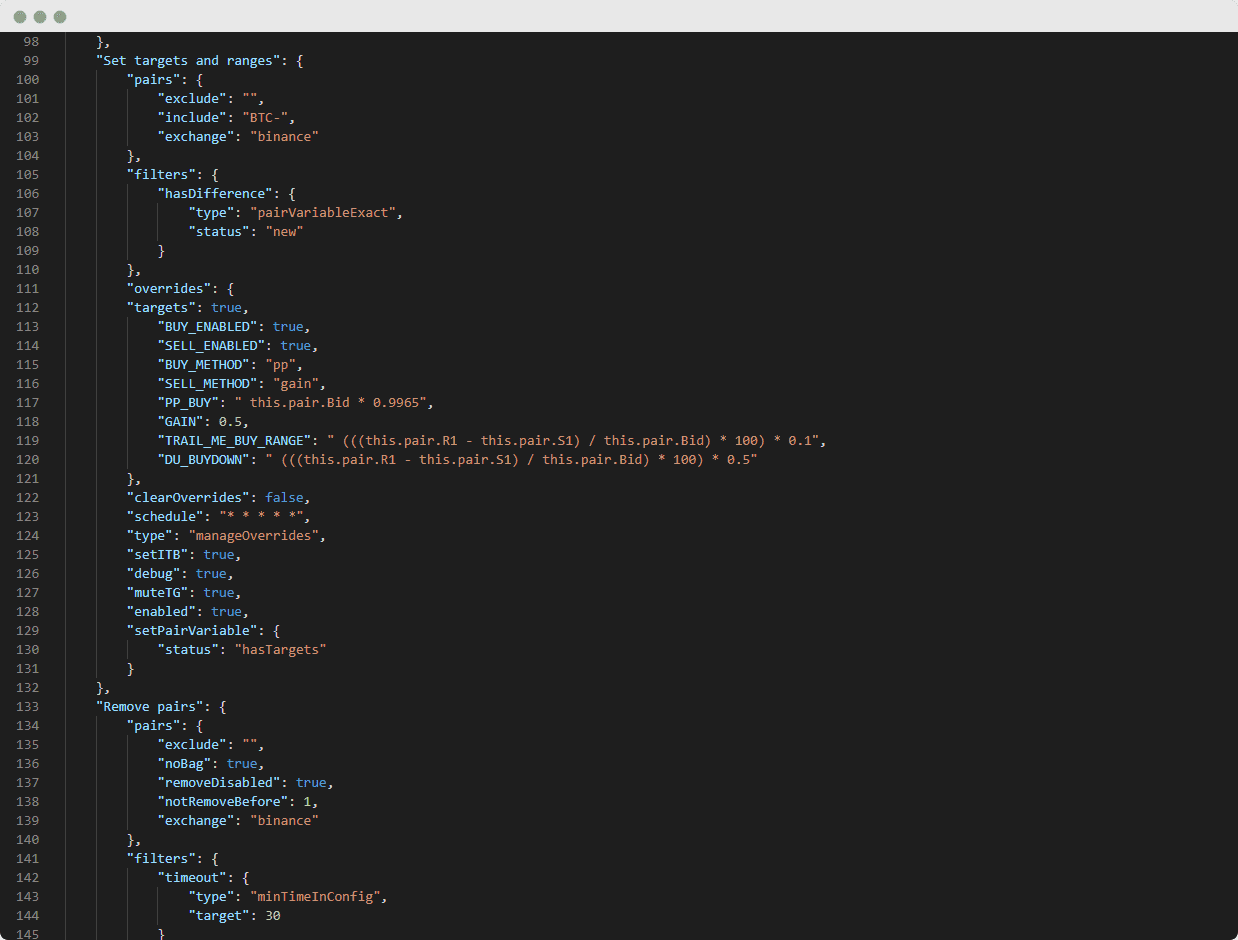 98 },
99 "Set targets and ranges": {
100 "pairs": {
101 "exclude": "",
102 "include": "BTC-",
103 "exchange": "binance"
104 },
105 "filters": {
106 "hasDifference": {
107 "type": "pairVariableExact",
108 "status": "new"
109 }
110 },
111 "overrides": {
112 "targets": true,
113 "BUY_ENABLED": true,
114 "SELL_ENABLED": true,
115 "BUY_METHOD": "pp",
116 "SELL_METHOD": "gain",
117 "PP_BUY": " this.pair.Bid * 0.9965",
118 "GAIN": 0.5,
119 "TRAIL_ME_BUY_RANGE": " (((this.pair.R1 - this.pair.S1) / this.pair.Bid) * 100) * 0.1",
120 "DU_BUYDOWN": " (((this.pair.R1 - this.pair.S1) / this.pair.Bid) * 100) * 0.5"
121 },
122 "clearOverrides": false,
123 "schedule": "* * * * *",
124 "type": "manageOverrides",
125 "setITB": true,
126 "debug": true,
127 "muteTG": true,
128 "enabled": true,
129 "setPairVariable": {
130 "status": "hasTargets"
131 }
132 },
133 "Remove pairs": {
134 "pairs": {
135 "exclude": "",
136 "noBag": true,
137 "removeDisabled": true,
138 "notRemoveBefore": 1,
139 "exchange": "binance"
140 },
141 "filters": {
142 "timeout": {
143 "type": "minTimeInConfig",
144 "target": 30
145 }